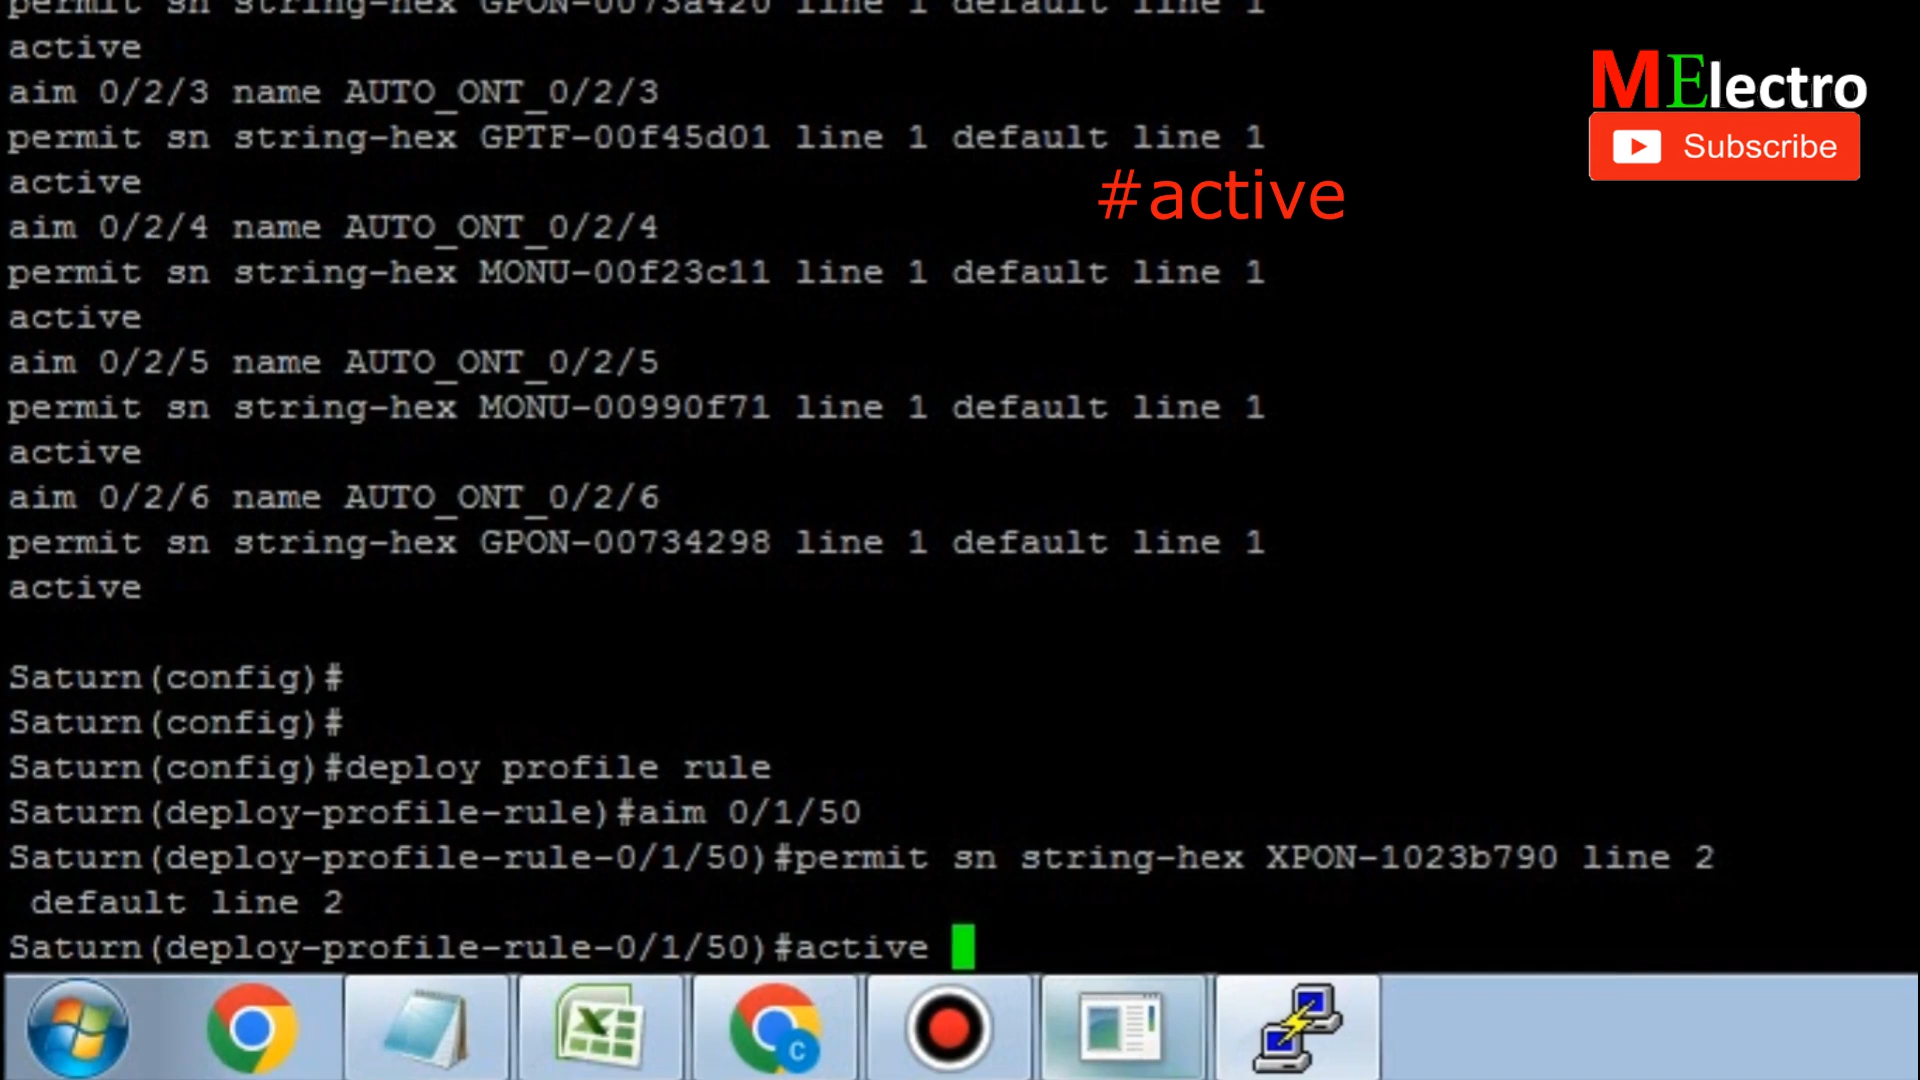 permit sn string-hex GPON-0073a420 line 1 default line 1
active
aim 0/2/3 name AUTO_ONT_0/2/3
permit sn string-hex GPTF-00f45d01 line 1 default line 1
active
aim 0/2/4 name AUTO_ONT_0/2/4
permit sn string-hex MONU-00f23c11 line 1 default line 1
active
aim 0/2/5 name AUTO_ONT_0/2/5
permit sn string-hex MONU-00990f71 line 1 default line 1
active
aim 0/2/6 name AUTO_ONT_0/2/6
permit sn string-hex GPON-00734298 line 1 default line 1
active
Saturn(config)#
Saturn(config)#
Saturn(config)#deploy profile rule
Saturn(deploy-profile-rule)#aim 0/1/50
Saturn(deploy-profile-rule-0/1/50)#permit sn string-hex XPON-1023b790 line 2
default line 2
Saturn(deploy-profile-rule-0/1/50)#active
MElectro
Subscribe
#active
C